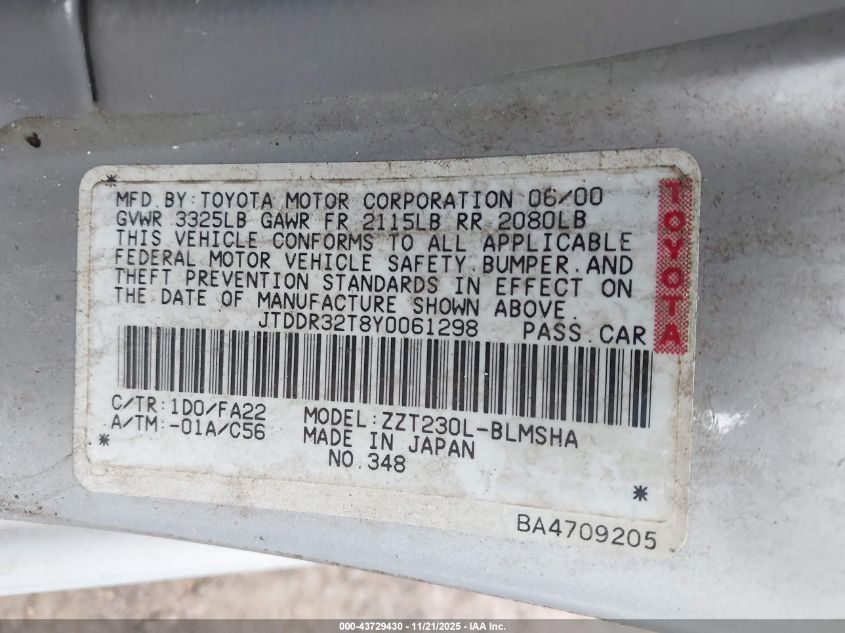 MFD.BY:TOYOTA MOTOR CORPORATION 06/00
GVWR 3325LB GAWR FR 2115LB RR 2080LB
THIS VEHICLE CONFORMS TO ALL APPLICABLE
FEDERAL MOTOR VEHICLE SAFETY,BUMPER,AND
THEFT PREVENTION STANDARDS IN EFFECT ON
THE DATE OF MANUFACTURE SHOWN ABOVE.
JTDDR32T8Y0061298 PASS.CAR
TOYOTA
C/TR:1D0/FA22 MODEL:ZZT230L-BLMSHA
A/TM:-01A/C56 MADE IN JAPAN
NO.348
BA4709205
000-43729430 - 11/21/2025 - IAA Inc.